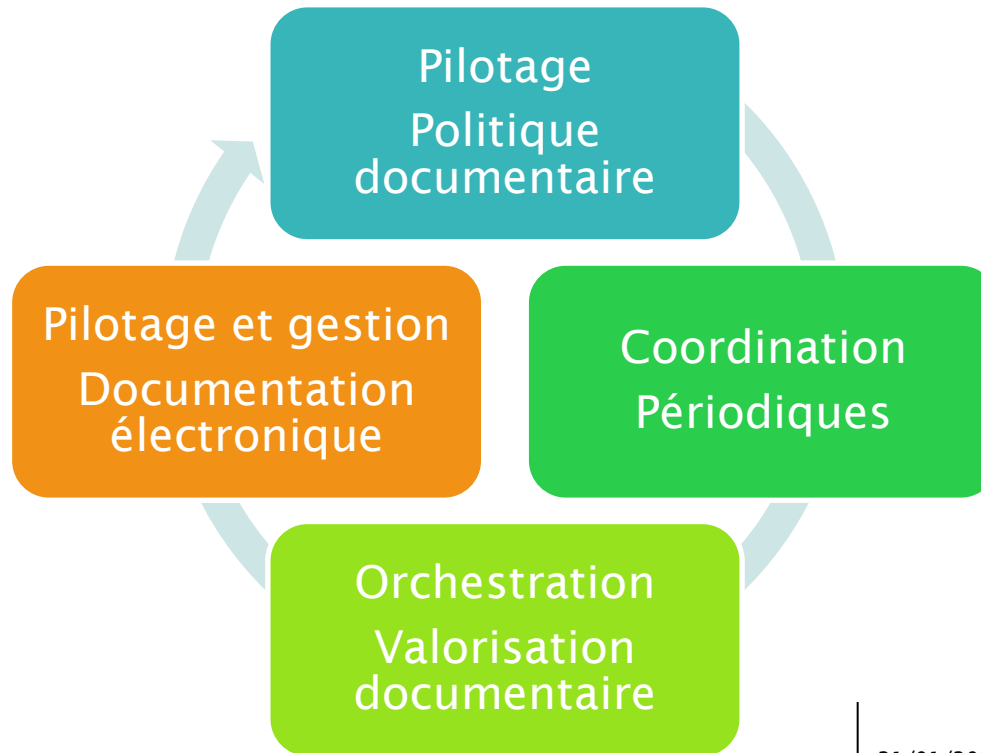 Pilotage
Politique
documentaire
Pilotage et gestion
Documentation
électronique
Coordination
Périodiques
Orchestration
Valorisation
documentaire